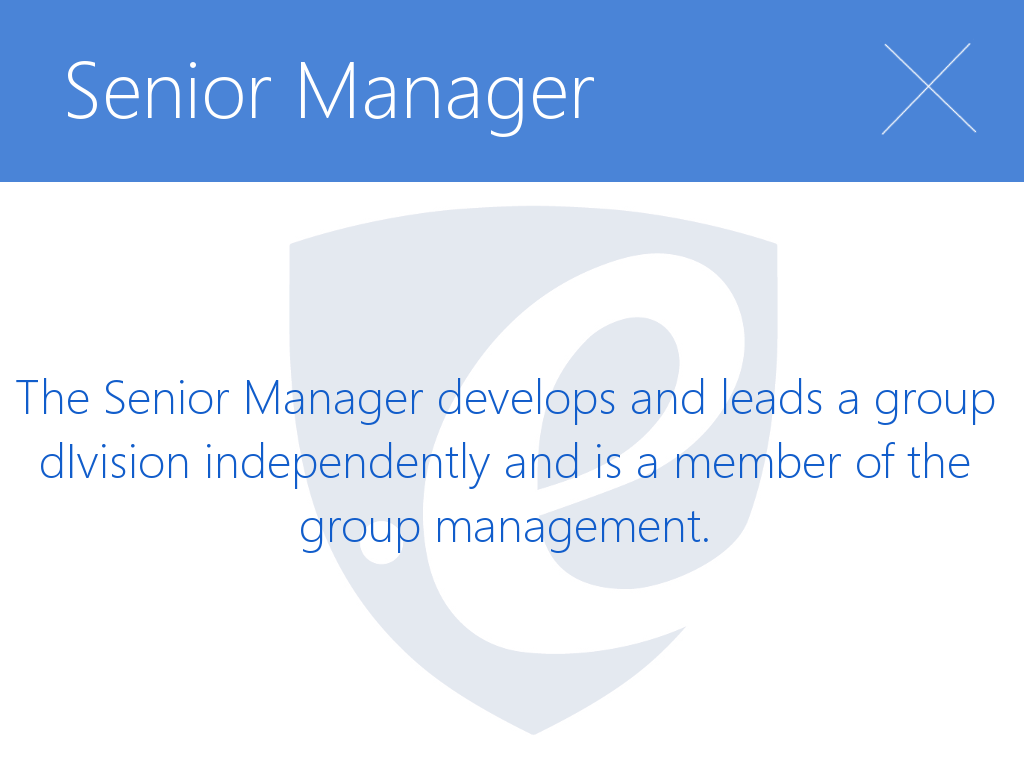 Senior Manager
The Senior Manager develops and leads a group
dIvision independently and is a member of the
group management.